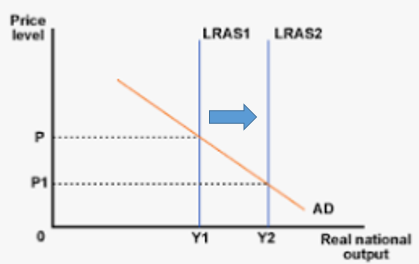 Price
level
LRAS1
LRAS2
P
P1
AD
0
Y1
Y2
Real national
output